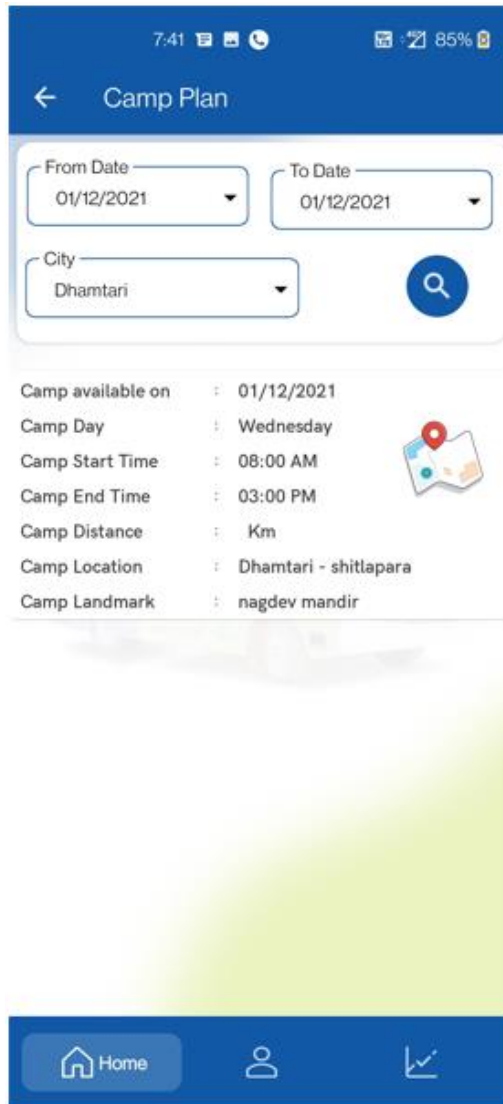 7:41 85%
Camp Plan
From Date To Date
01/12/2021 01/12/2021
City
Dhamtari
Camp available on : 01/12/2021
Camp Day : Wednesday
Camp Start Time : 08:00 AM
Camp End Time : 03:00 PM
Camp Distance : Km
Camp Location : Dhamtari - shitlapara
Camp Landmark : nagdev mandir
Home